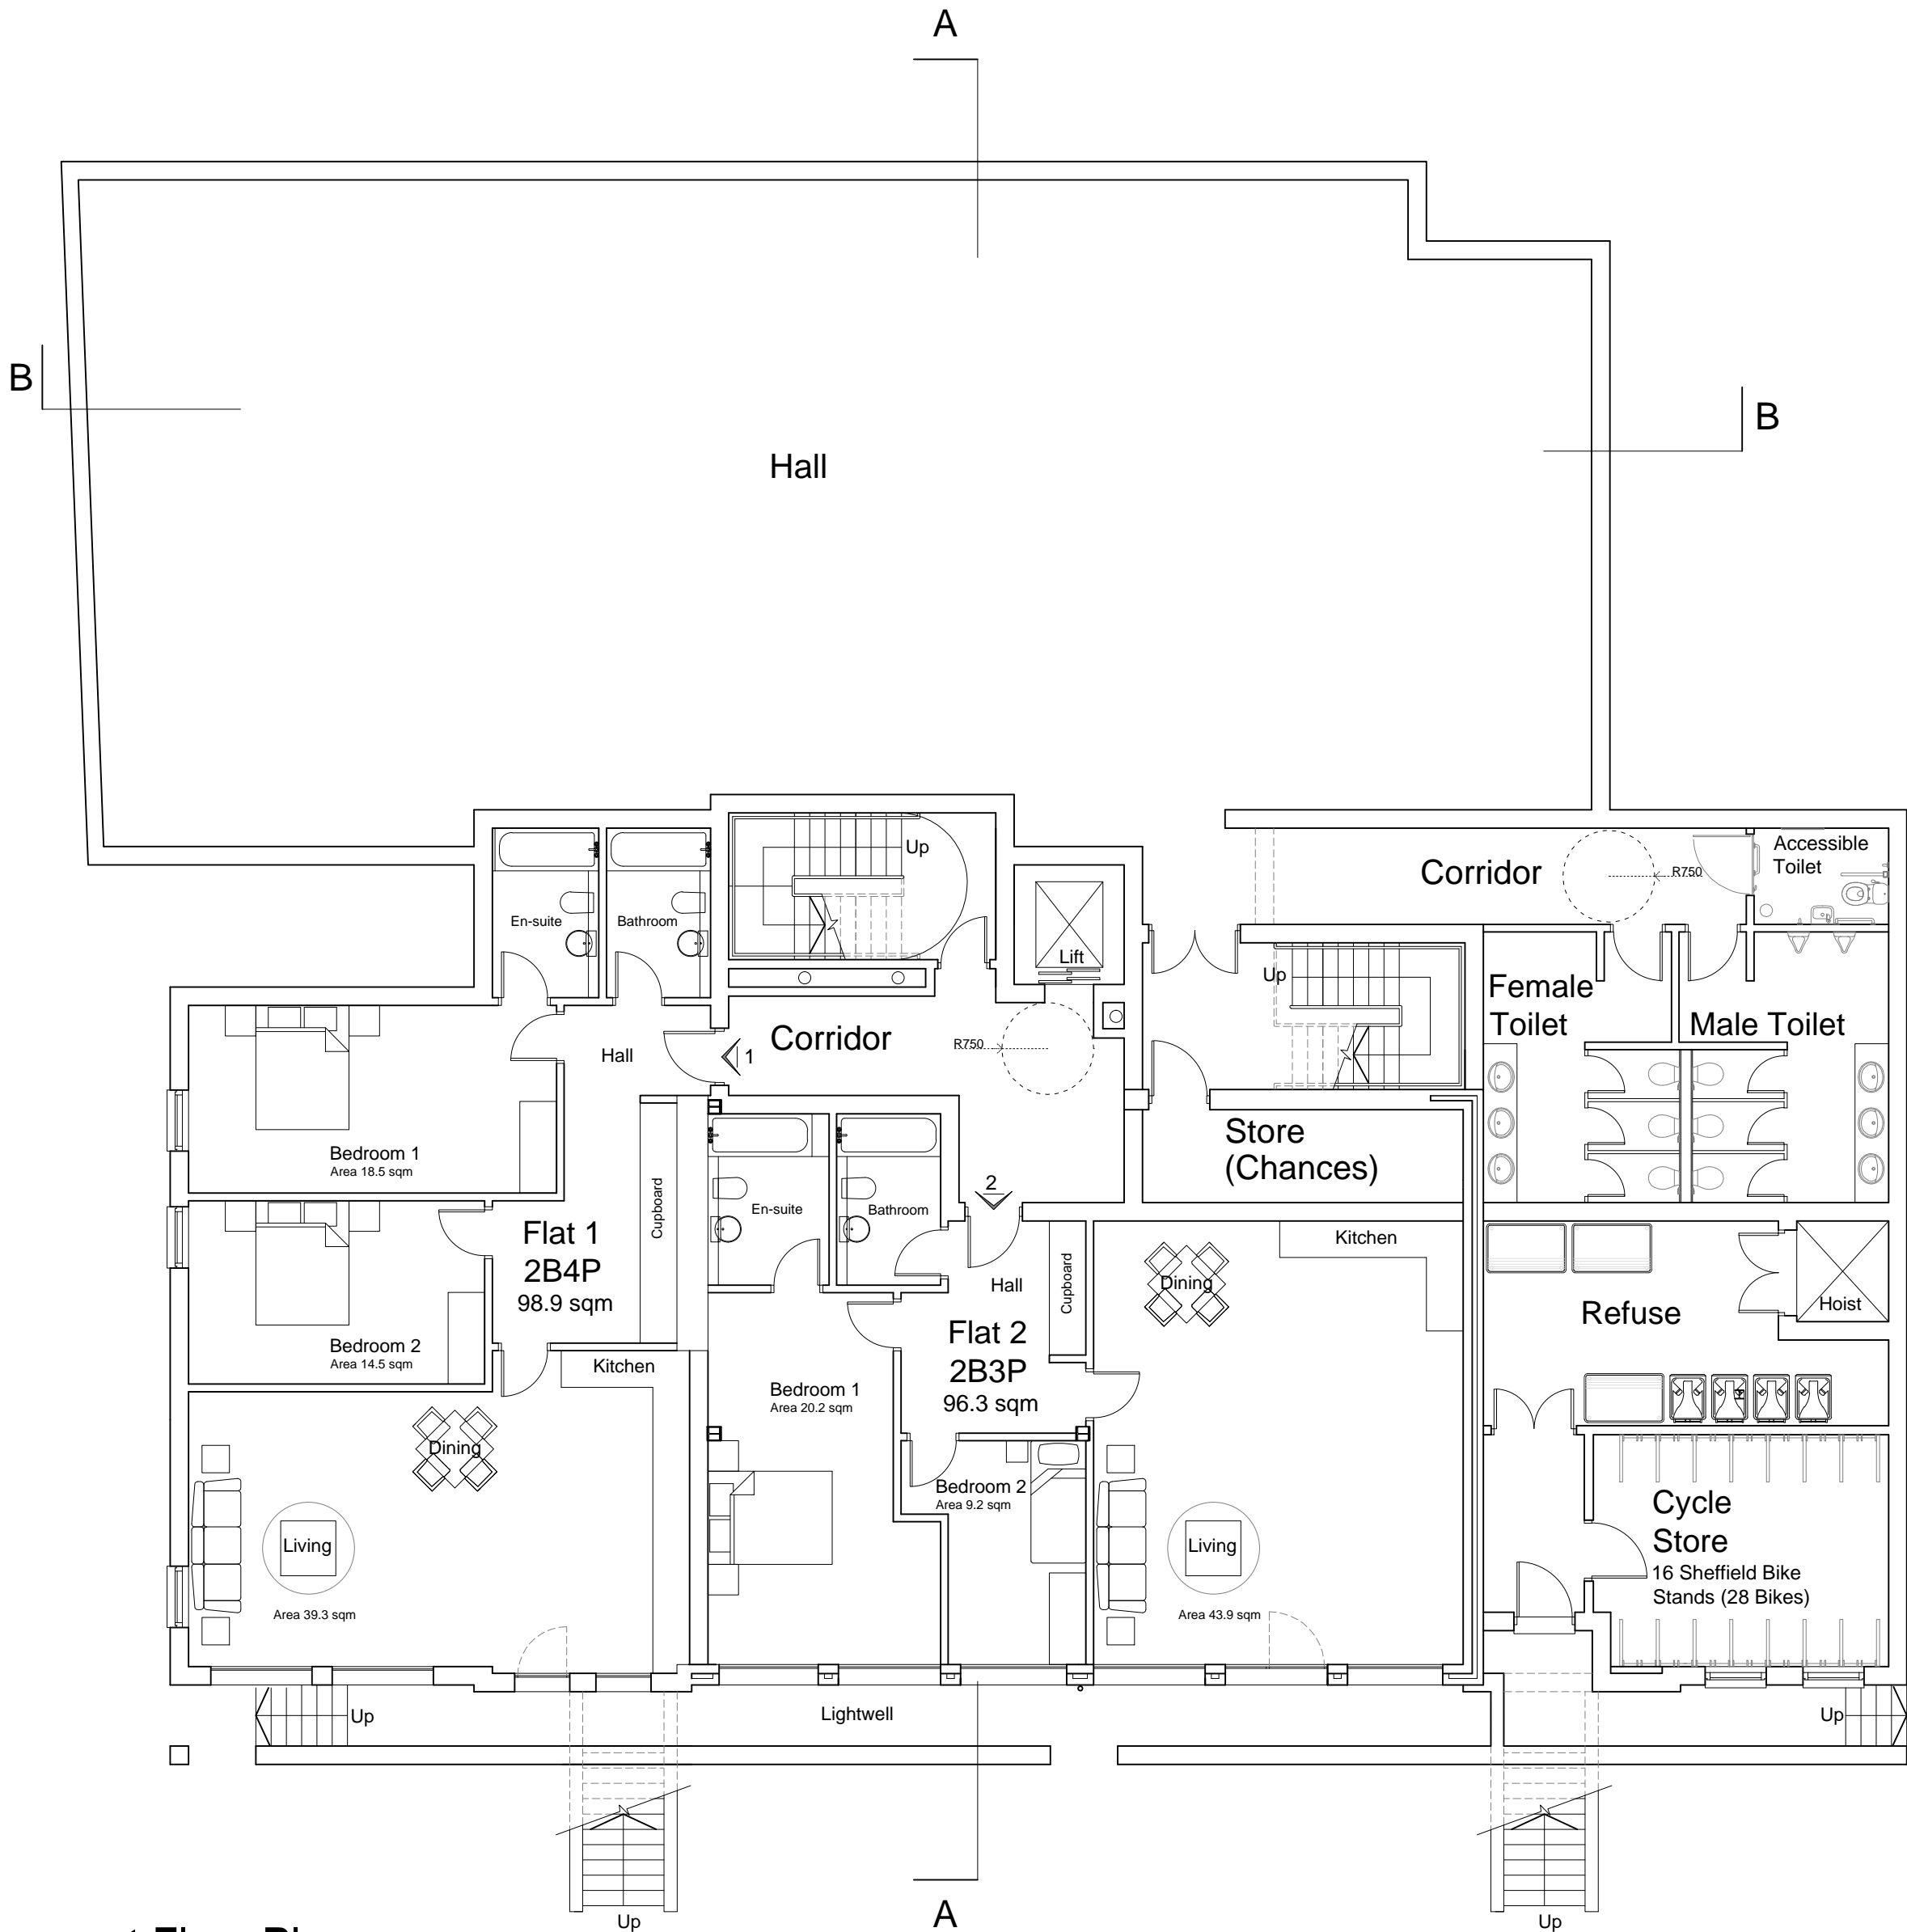 A
B
B
Hall
Up
Lift
En-suite
Bathroom
Corridor
R750
Accessible
Toilet
Up
Female
Toilet
Male Toilet
Hall
1
Corridor
R750
Bedroom 1
Area 18.5 sqm
Cupboard
En-suite
Bathroom
2
Store
(Chances)
Flat 1
2B4P
98.9 sqm
Hall
Cupboard
Dining
Kitchen
Refuse
Hoist
Bedroom 2
Area 14.5 sqm
Kitchen
Flat 2
2B3P
96.3 sqm
Bedroom 1
Area 20.2 sqm
Dining
Bedroom 2
Area 9.2 sqm
Cycle
Store
16 Sheffield Bike
Stands (28 Bikes)
Living
Area 39.3 sqm
Living
Area 43.9 sqm
Up
Lightwell
Up
Up
A
Up